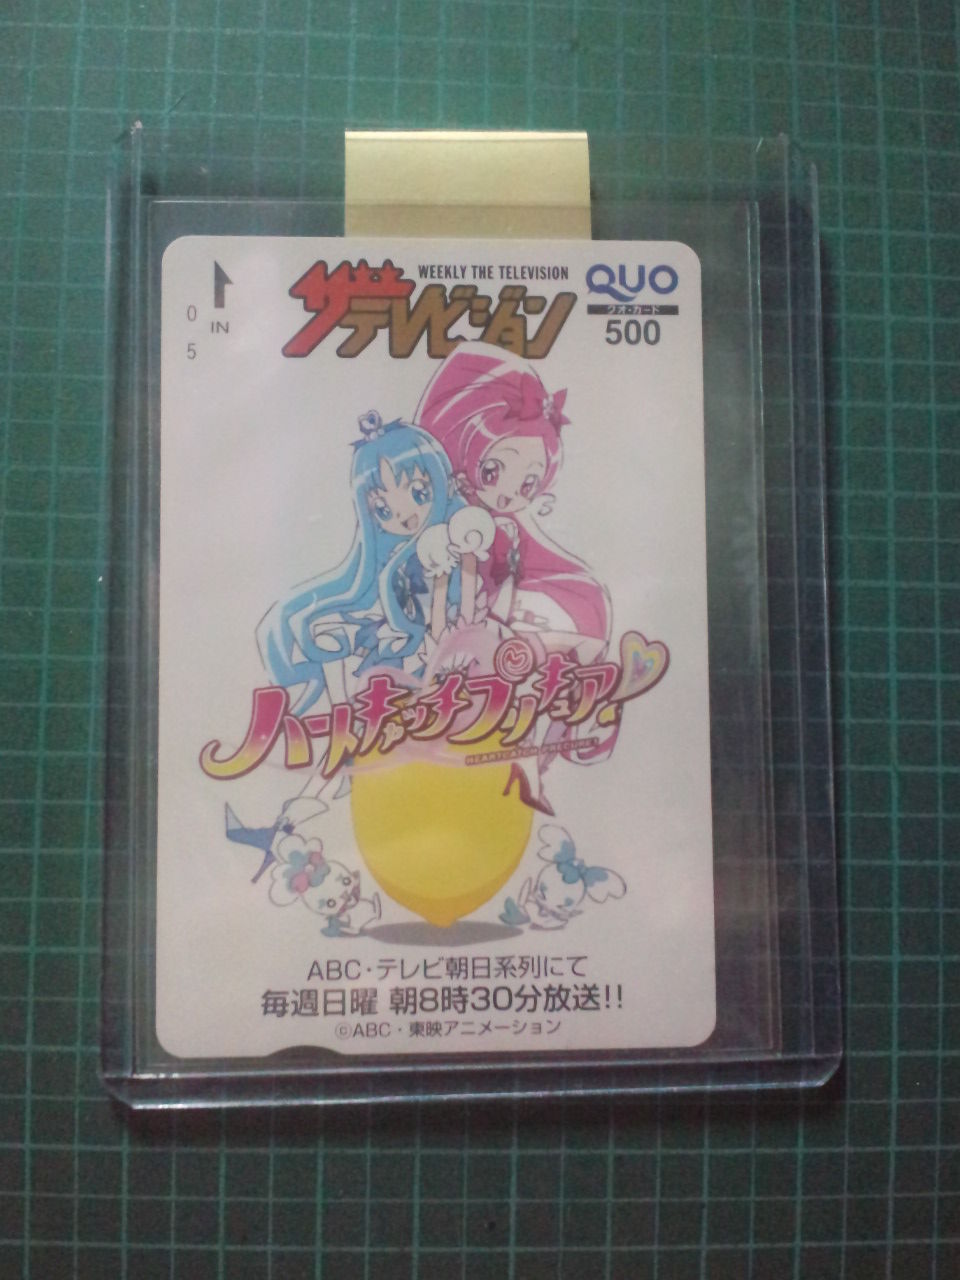 WEEKLY THE TELEVISION
ザテレビジョン
QUO
クオ・カード
500
0
IN
5
ハートキャッチプリキュア!
HEARTCATCH PRECURE!
ABC・テレビ朝日系列にて
毎週日曜 朝8時30分放送!!
©ABC・東映アニメーション